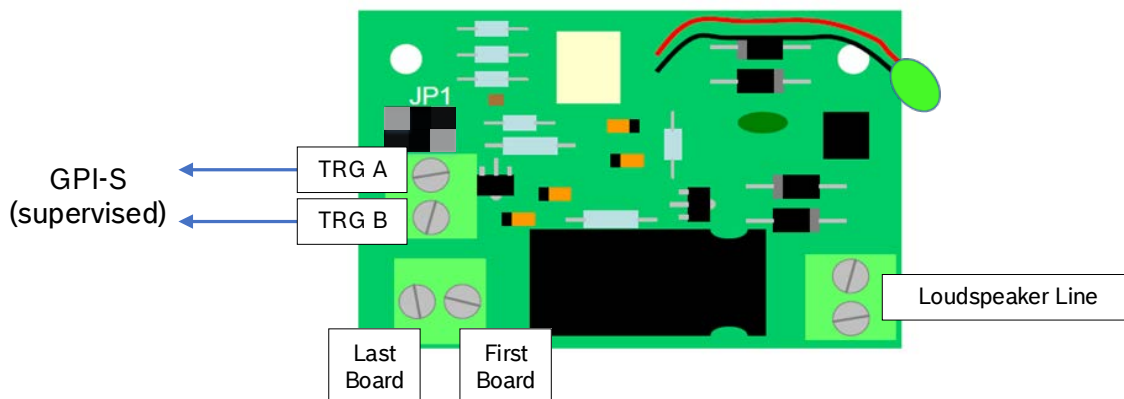 JP1
GPI-S
(supervised)
TRG A
TRG B
Loudspeaker Line
Last
Board
First
Board